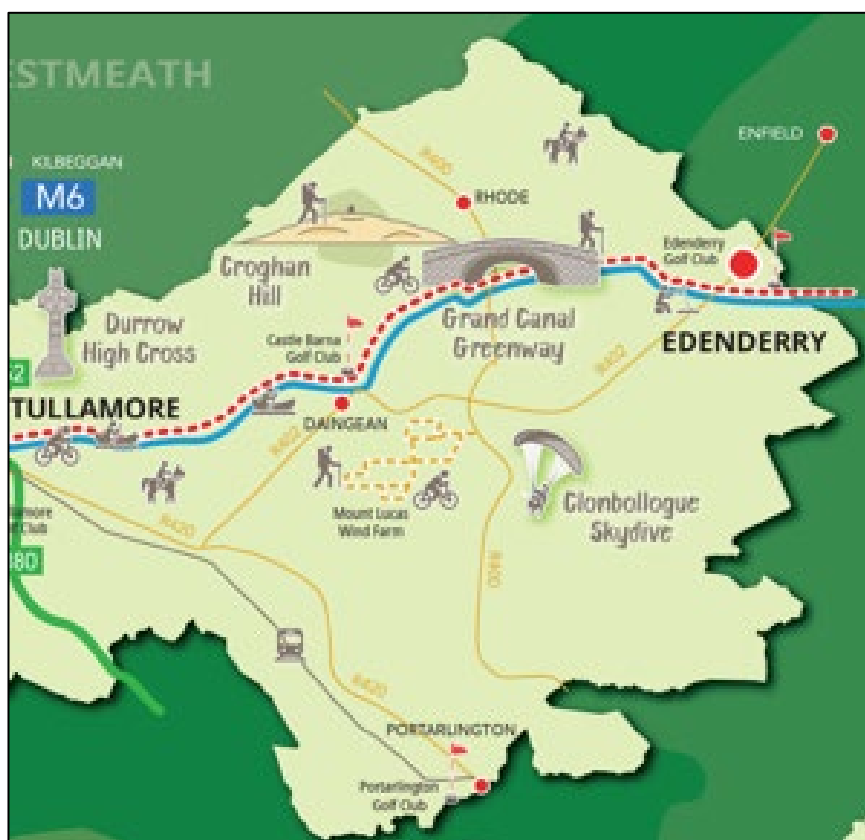 ESTMEATH
KILBEGGAN
M6
DUBLIN
ENFIELD
R400
RHODE
Edenderry
Golf Club
Croghan
Hill
Durrow
High Cross
Castle Barna
Golf Club
Grand Canal
Greenway
EDENDERRY
R402
TULLAMORE
DAINGEAN
R402
Mount Lucas
Wind Farm
Clonbollogue
Skydive
R420
R400
R420
PORTARLINGTON
Portarlington
Golf Club